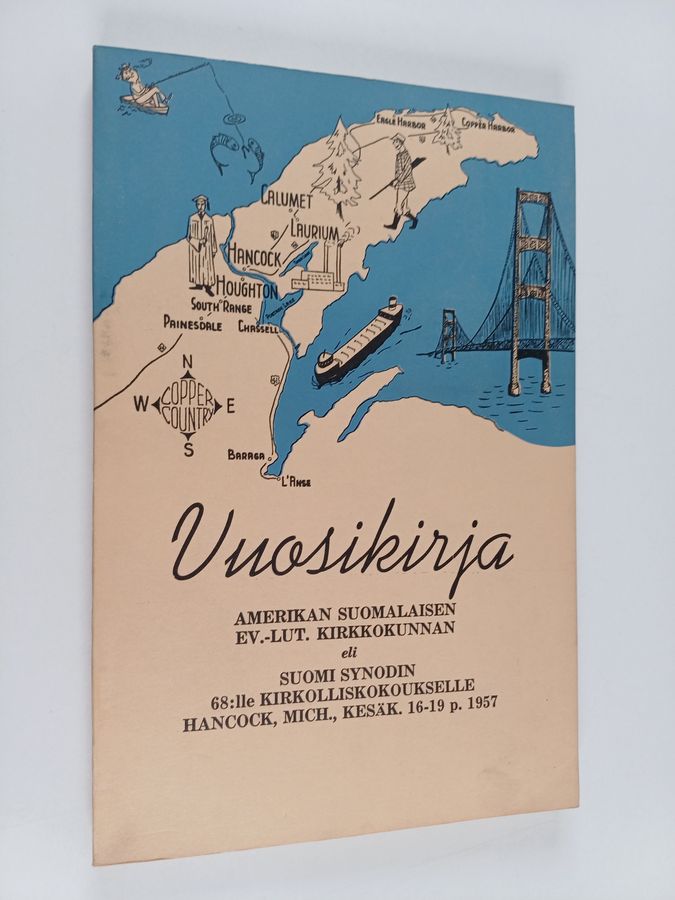 EAGLE HARBOR
COPPER HARBOR
CALUMET
LAURIUM
HANCOCK
HOUGHTON
SOUTH RANGE
PAINESDALE
CHASSELL
N
W
COPPER
COUNTRY
E
S
BARAGA
L'ANSE
Vuosikirja
AMERIKAN SUOMALAISEN
EV.-LUT. KIRKKOKUNNAN
eli
SUOMI SYNODIN
68:lle KIRKOLLISKOKOUKSELLE
HANCOCK, MICH., KESÄK. 16-19 p. 1957